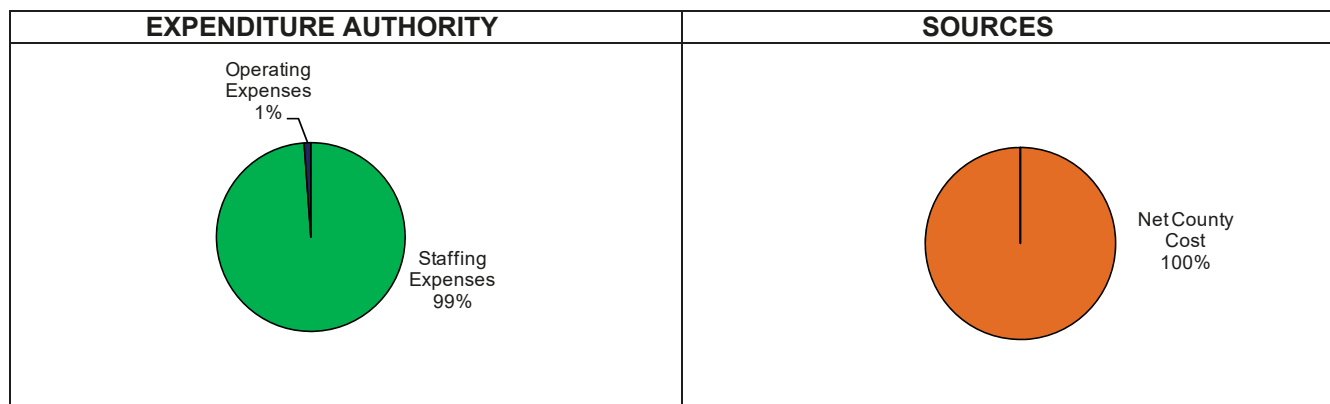 EXPENDITURE AUTHORITY
Operating
Expenses
1%
Staffing
Expenses
99%
SOURCES
Net County
Cost
100%